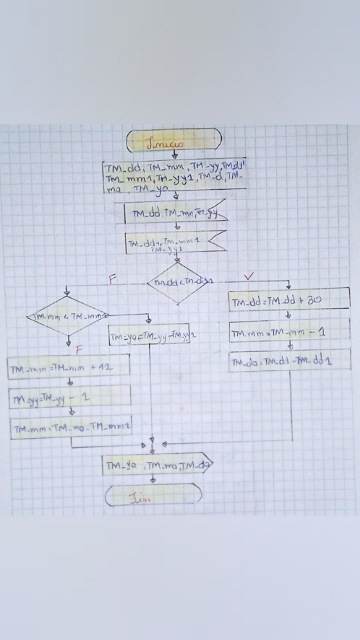 Inicio
TM_dd, TM_mm, TM_yy, TM_dd1
TM_mm1, TM_yy1, TM_d, TM_
ma, TM_ya
TM_dd, TM_mm, TM_yy
TM_dd1, TM_mm1
TM_yy1
F
TM_dd < TM_dd1
V
TM_dd = TM_dd + 30
TM_mm < TM_mm1
TM_ya = TM_yy - TM_yy1
TM_mm = TM_mm - 1
F
TM_mm = TM_mm + 12
TM_da = TM_dd - TM_dd1
TM_yy = TM_yy - 1
TM_mm = TM_ma - TM_mm1
TM_ya, TM_ma, TM_da